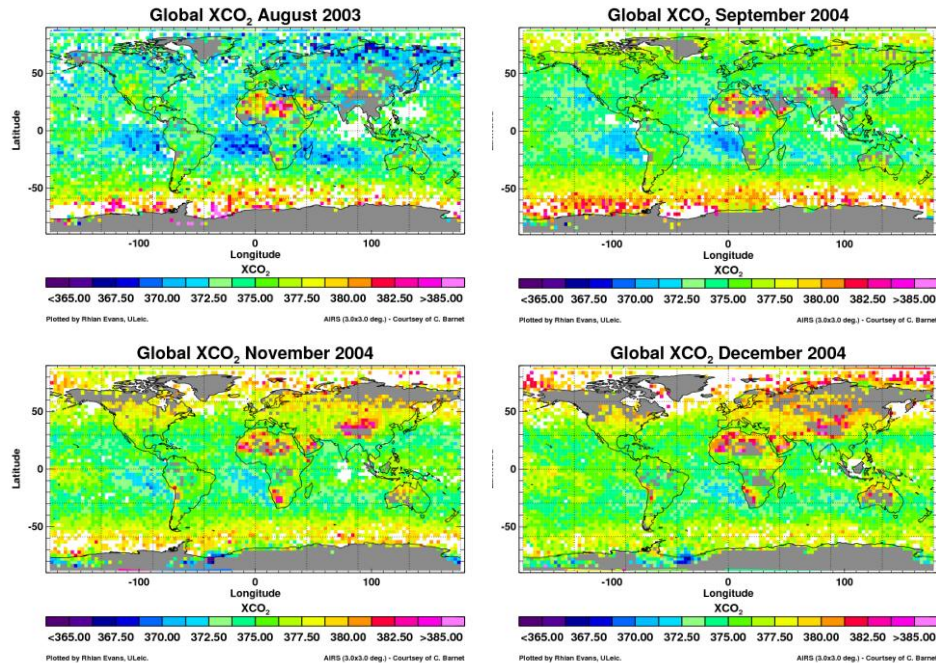 Global XCO2 August 2003
Latitude
50
0
-50
-100 0 100
Longitude
XCO2
<365.00 367.50 370.00 372.50 375.00 377.50 380.00 382.50 >385.00
Plotted by Rhian Evans, ULeic. AIRS (3.0x3.0 deg.) - Courtsey of C. Barnet
Global XCO2 September 2004
Latitude
50
0
-50
-100 0 100
Longitude
XCO2
<365.00 367.50 370.00 372.50 375.00 377.50 380.00 382.50 >385.00
Plotted by Rhian Evans, ULeic. AIRS (3.0x3.0 deg.) - Courtsey of C. Barnet
Global XCO2 November 2004
Latitude
50
0
-50
-100 0 100
Longitude
XCO2
<365.00 367.50 370.00 372.50 375.00 377.50 380.00 382.50 >385.00
Plotted by Rhian Evans, ULeic. AIRS (3.0x3.0 deg.) - Courtsey of C. Barnet
Global XCO2 December 2004
Latitude
50
0
-50
-100 0 100
Longitude
XCO2
<365.00 367.50 370.00 372.50 375.00 377.50 380.00 382.50 >385.00
Plotted by Rhian Evans, ULeic. AIRS (3.0x3.0 deg.) - Courtsey of C. Barnet